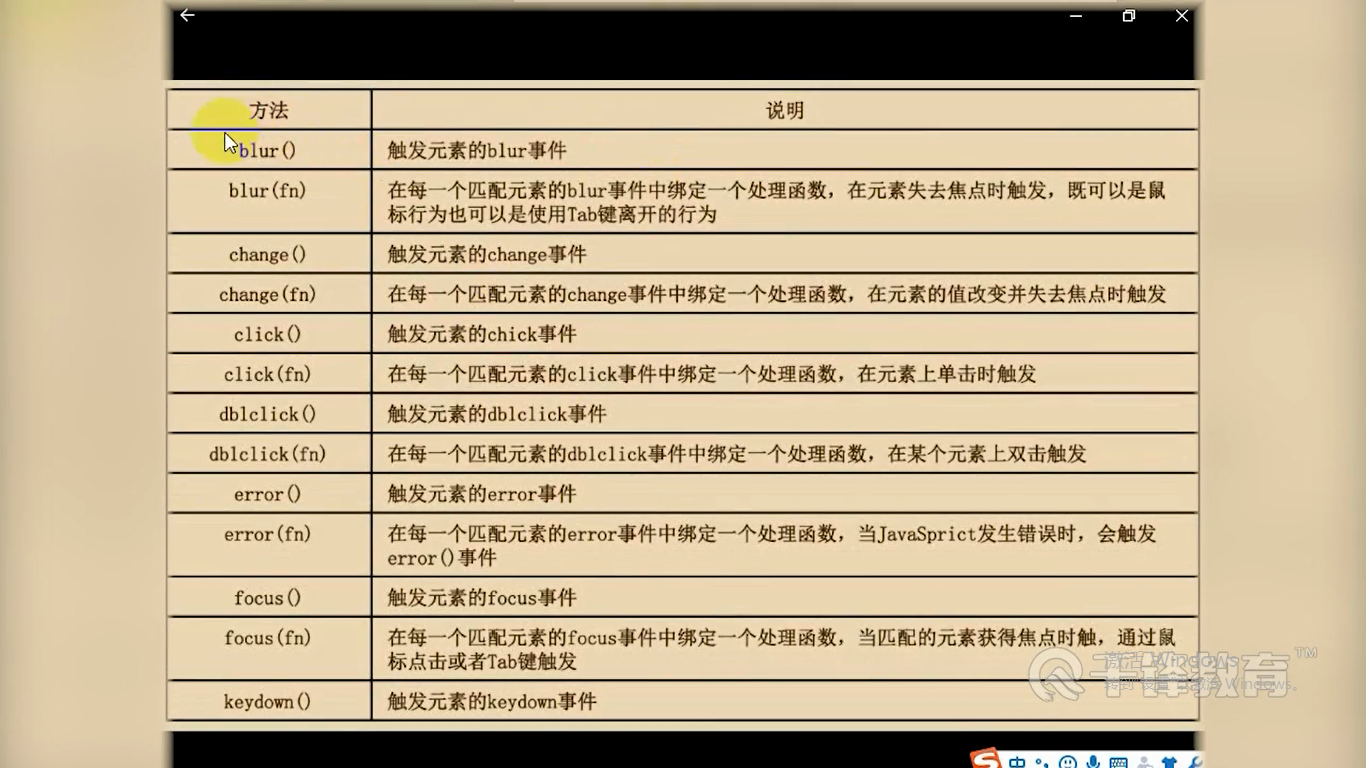 方法 说明
blur() 触发元素的blur事件
blur(fn) 在每一个匹配元素的blur事件中绑定一个处理函数，在元素失去焦点时触发，既可以是鼠
标行为也可以是使用Tab键离开的行为
change() 触发元素的change事件
change(fn) 在每一个匹配元素的change事件中绑定一个处理函数，在元素的值改变并失去焦点时触发
click() 触发元素的chick事件
click(fn) 在每一个匹配元素的click事件中绑定一个处理函数，在元素上单击时触发
dblclick() 触发元素的dblclick事件
dblclick(fn) 在每一个匹配元素的dblclick事件中绑定一个处理函数，在某个元素上双击触发
error() 触发元素的error事件
error(fn) 在每一个匹配元素的error事件中绑定一个处理函数，当JavaSprict发生错误时，会触发
error()事件
focus() 触发元素的focus事件
focus(fn) 在每一个匹配元素的focus事件中绑定一个处理函数，当匹配的元素获得焦点时触，通过鼠
标点击或者Tab键触发
keydown() 触发元素的keydown事件
激活 Windows
千锋教育™
中